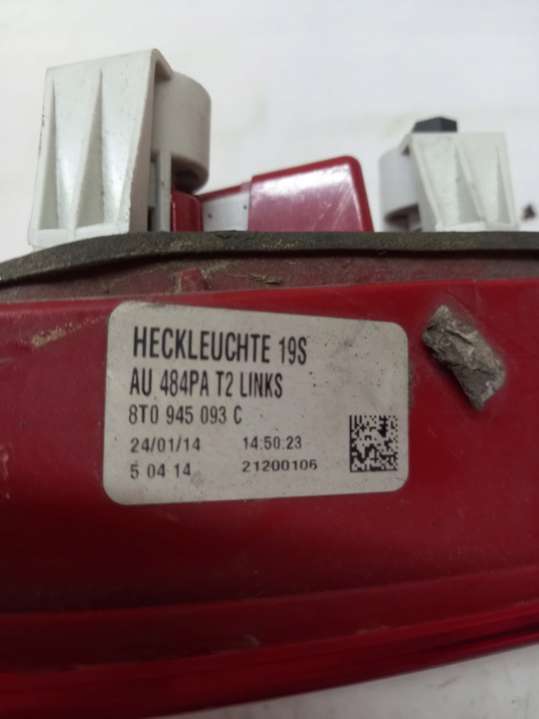 HECKLEUCHTE 19S
AU 484PA T2 LINKS
8T0 945 093 C
24/01/14 14:50:23
5 04 14 21200106